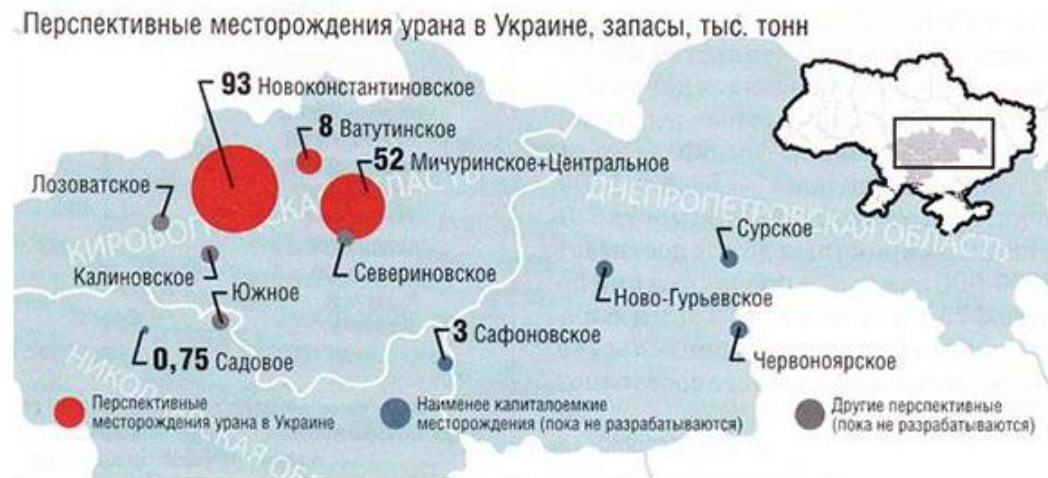 Перспективные месторождения урана в Украине, запасы, тыс. тонн
93 Новоконстантиновское
8 Ватутинское
52 Мичуринское+Центральное
Лозоватское
ДНЕПРОПЕТРОВСКАЯ ОБЛАСТЬ
Сурское
Калиновское
Севериновское
Южное
Ново-Гурьевское
3 Сафоновское
0,75 Садовое
Червоноярское
Перспективные
месторождения урана в Украине
Наименее капиталоемкие
месторождения (пока не разрабатываются)
Другие перспективные
(пока не разрабатываются)